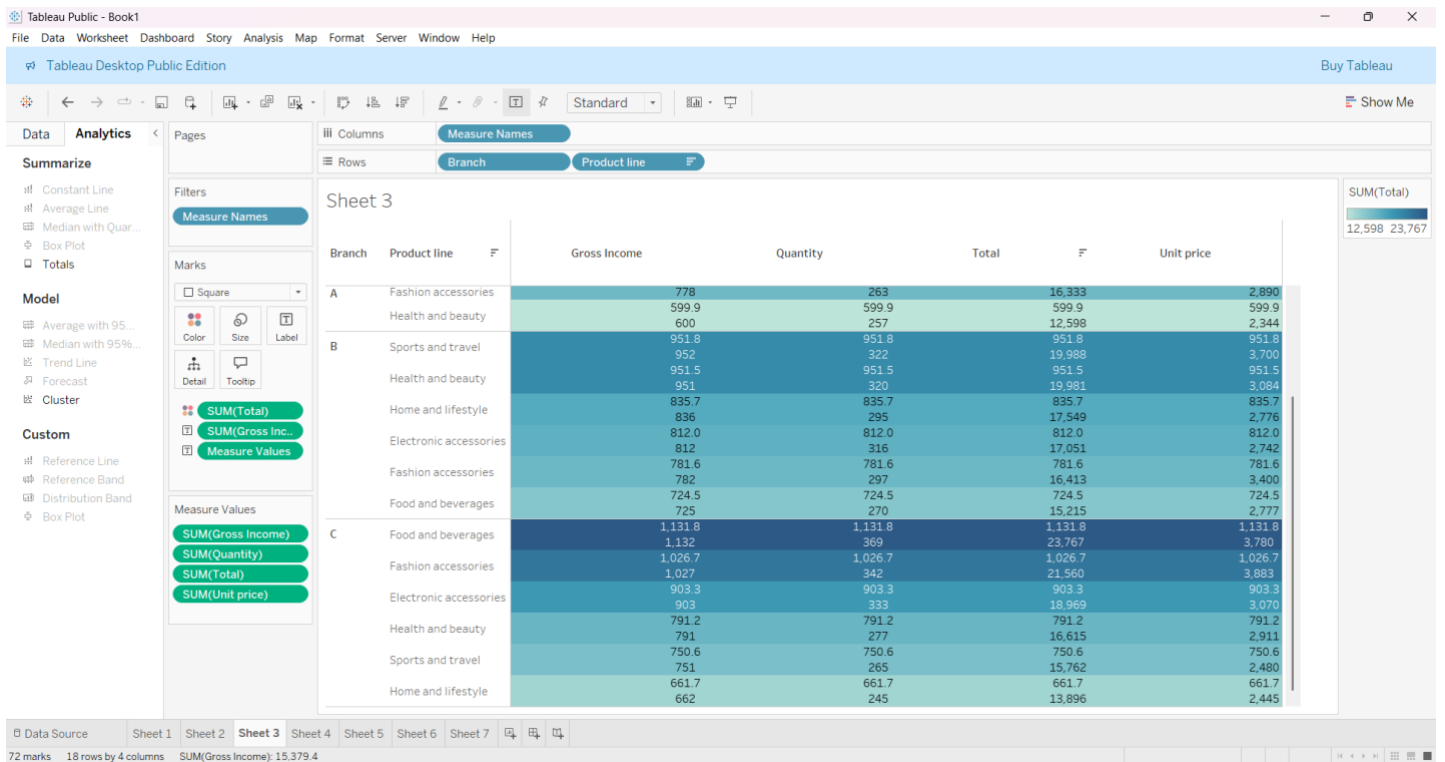 Tableau Public - Book1
File Data Worksheet Dashboard Story Analysis Map Format Server Window Help
Tableau Desktop Public Edition Buy Tableau
Standard Show Me
Data Analytics
Summarize
Constant Line
Average Line
Median with Quar...
Box Plot
Totals
Model
Average with 95...
Median with 95%...
Trend Line
Forecast
Cluster
Custom
Reference Line
Reference Band
Distribution Band
Box Plot
Pages
Filters
Measure Names
Marks
Square
Color Size Label
Detail Tooltip
SUM(Total)
SUM(Gross Inc..
Measure Values
Measure Values
SUM(Gross Income)
SUM(Quantity)
SUM(Total)
SUM(Unit price)
Columns Measure Names
Rows Branch Product line
Sheet 3
Branch Product line Gross Income Quantity Total Unit price
A Fashion accessories 778 263 16,333 2,890
Health and beauty 599.9 599.9 599.9 599.9
600 257 12,598 2,344
B Sports and travel 951.8 951.8 951.8 951.8
952 322 19,988 3,700
Health and beauty 951.5 951.5 951.5 951.5
951 320 19,981 3,084
Home and lifestyle 835.7 835.7 835.7 835.7
836 295 17,549 2,776
Electronic accessories 812.0 812.0 812.0 812.0
812 316 17,051 2,742
Fashion accessories 781.6 781.6 781.6 781.6
782 297 16,413 3,400
Food and beverages 724.5 724.5 724.5 724.5
725 270 15,215 2,777
C Food and beverages 1,131.8 1,131.8 1,131.8 1,131.8
1,132 369 23,767 3,780
Fashion accessories 1,026.7 1,026.7 1,026.7 1,026.7
1,027 342 21,560 3,883
Electronic accessories 903.3 903.3 903.3 903.3
903 333 18,969 3,070
Health and beauty 791.2 791.2 791.2 791.2
791 277 16,615 2,911
Sports and travel 750.6 750.6 750.6 750.6
751 265 15,762 2,480
Home and lifestyle 661.7 661.7 661.7 661.7
662 245 13,896 2,445
SUM(Total)
12,598 23,767
Data Source Sheet 1 Sheet 2 Sheet 3 Sheet 4 Sheet 5 Sheet 6 Sheet 7
72 marks 18 rows by 4 columns SUM(Gross Income): 15,379.4